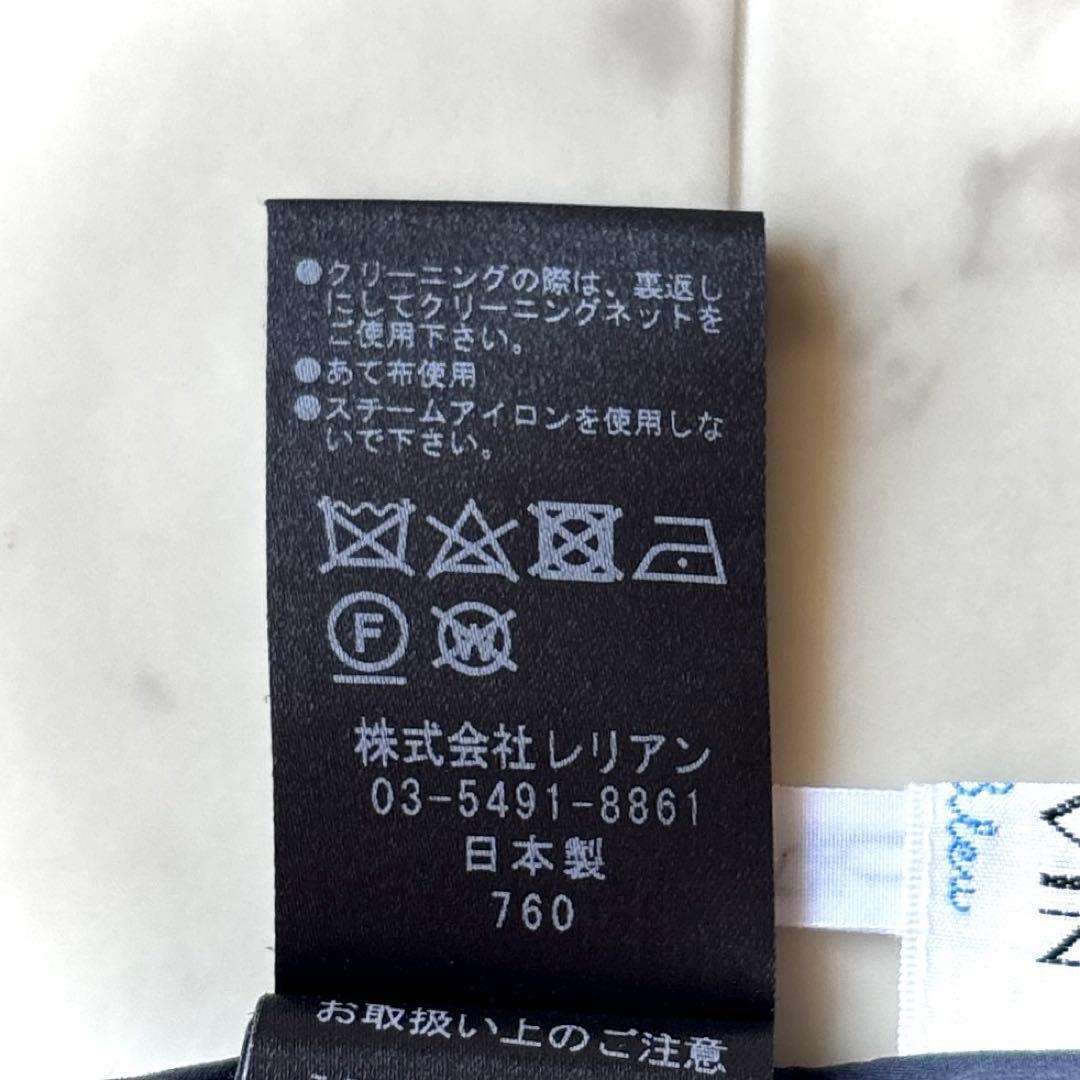 ●クリーニングの際は、裏返し
にしてクリーニングネットを
ご使用下さい。
●あて布使用
●スチームアイロンを使用しな
いで下さい。
F W
株式会社レリアン
03-5491-8861
日本製
760
お取扱い上のご注意
Bleu
VIN